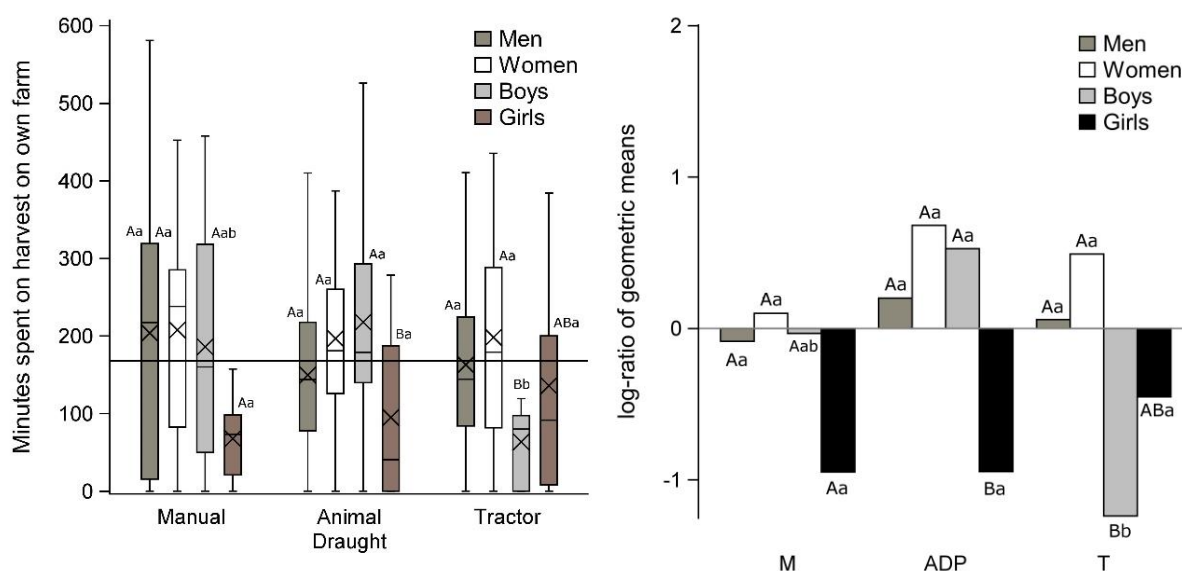 Minutes spent on harvest on own farm
600
500
400
300
200
100
0
Men
Women
Boys
Girls
Aa
Aa
Aab
Aa
Aa
Aa
Aa
Ba
Aa
Aa
Bb
ABa
Manual
Animal
Draught
Tractor
log-ratio of geometric means
2
1
0
-1
Men
Women
Boys
Girls
Aa
Aa
Aab
Aa
Aa
Aa
Aa
Ba
Aa
Aa
Bb
ABa
M
ADP
T